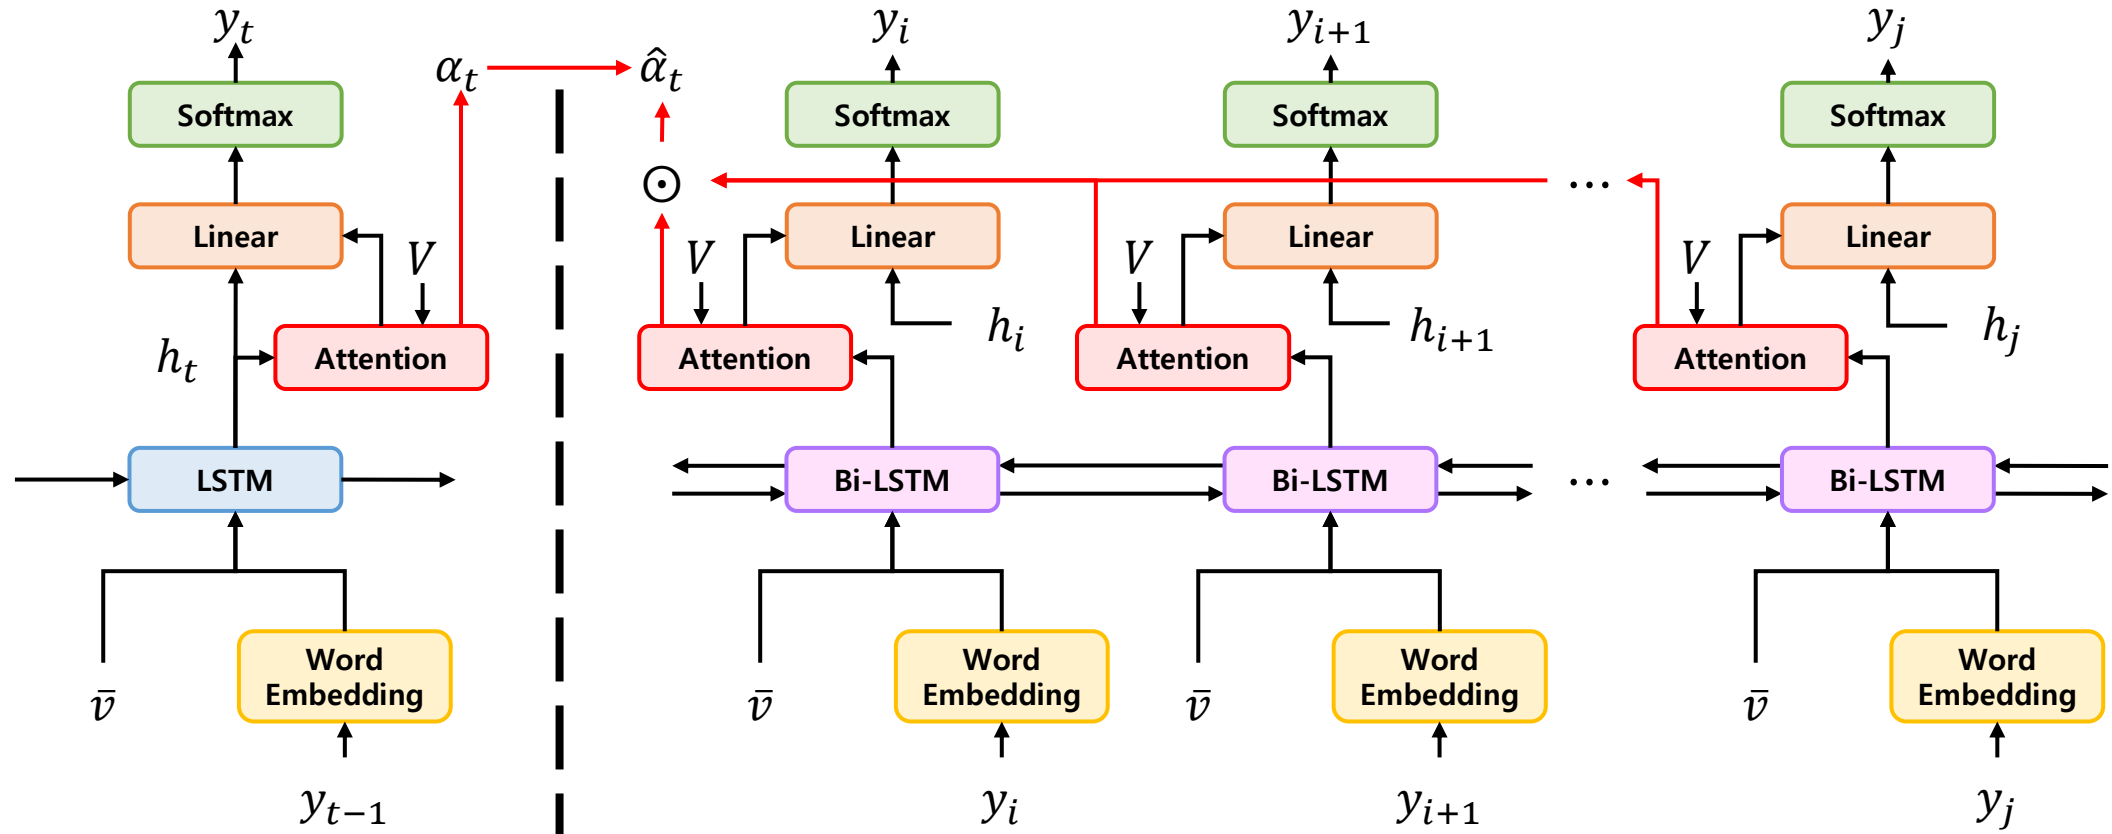 y_t
α_t
α̂_t
y_i
y_{i+1}
y_j
Softmax
Softmax
Softmax
Softmax
⊙
...
Linear
Linear
Linear
Linear
V
V
V
V
h_t
h_i
h_{i+1}
h_j
Attention
Attention
Attention
Attention
LSTM
Bi-LSTM
Bi-LSTM
...
Bi-LSTM
Word
Embedding
Word
Embedding
Word
Embedding
Word
Embedding
v̄
v̄
v̄
v̄
y_{t−1}
y_i
y_{i+1}
y_j